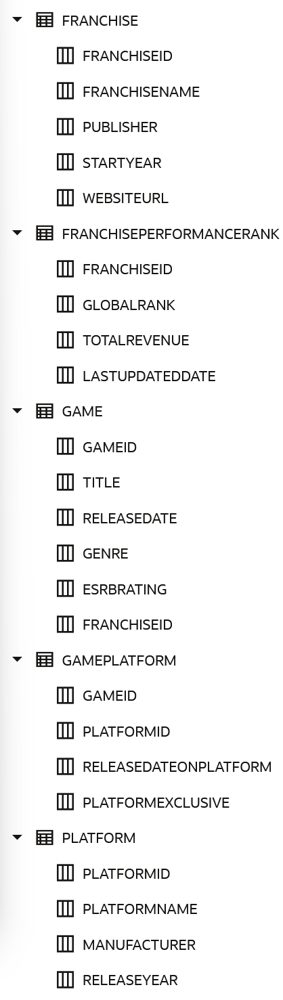 FRANCHISE
FRANCHISEID
FRANCHISENAME
PUBLISHER
STARTYEAR
WEBSITEURL
FRANCHISEPERFORMANCERANK
FRANCHISEID
GLOBALRANK
TOTALREVENUE
LASTUPDATEDDATE
GAME
GAMEID
TITLE
RELEASEDATE
GENRE
ESRBRATING
FRANCHISEID
GAMEPLATFORM
GAMEID
PLATFORMID
RELEASEDATEONPLATFORM
PLATFORMEXCLUSIVE
PLATFORM
PLATFORMID
PLATFORMNAME
MANUFACTURER
RELEASEYEAR